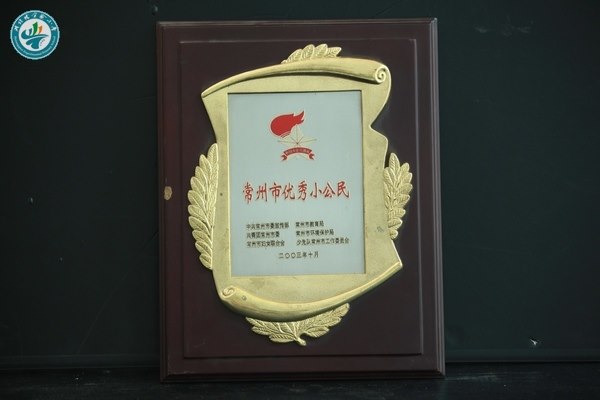 常州市优秀小公民
中共常州市委宣传部 常州市教育局
共青团常州市委 常州市环境保护局
常州市妇女联合会 少先队常州市工作委员会
二〇〇三年十月